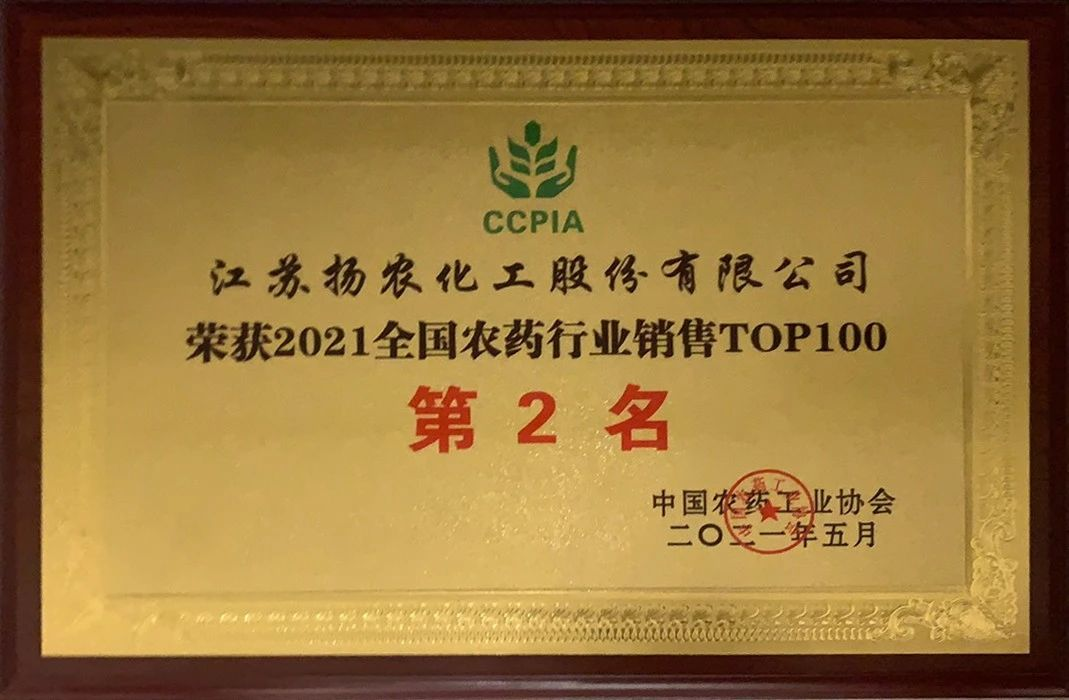 CCPIA
江苏扬农化工股份有限公司
荣获2021全国农药行业销售TOP100
第2名
中国农药工业协会
二〇二一年五月